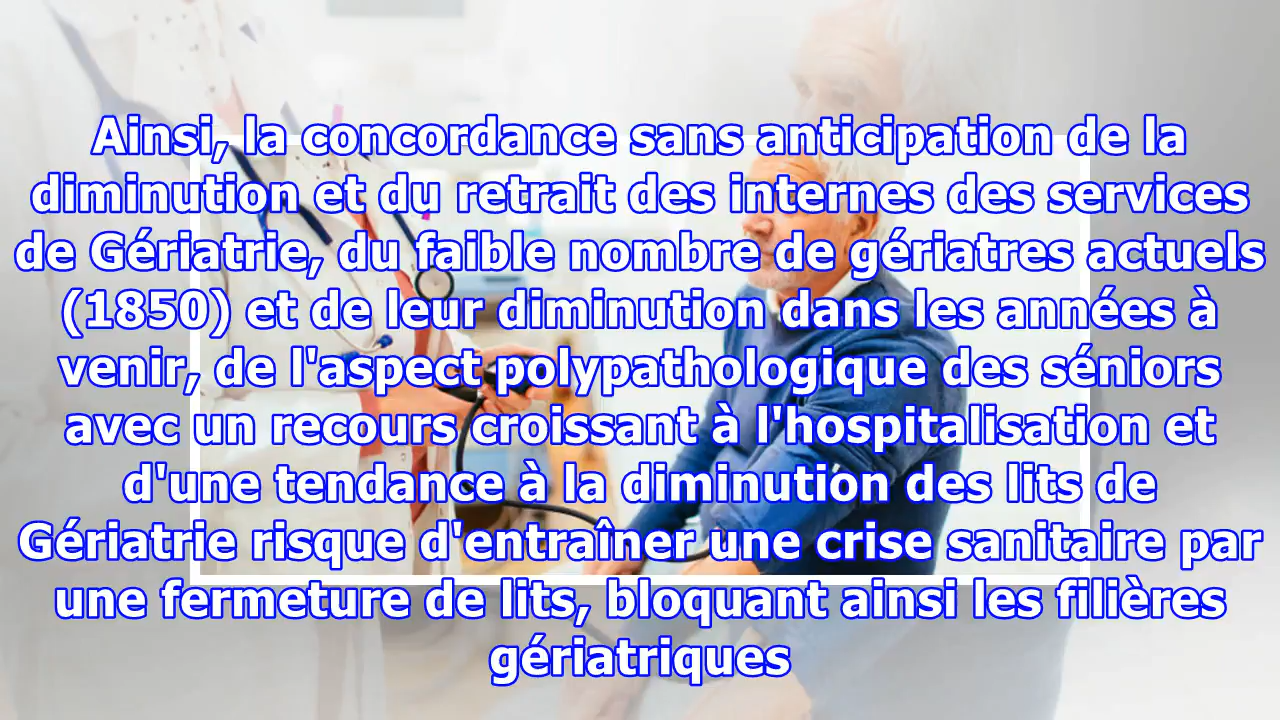 Ainsi, la concordance sans anticipation de la
diminution et du retrait des internes des services
de Gériatrie, du faible nombre de gériatres actuels
(1850) et de leur diminution dans les années à
venir, de l'aspect polypathologique des séniors
avec un recours croissant à l'hospitalisation et
d'une tendance à la diminution des lits de
Gériatrie risque d'entraîner une crise sanitaire par
une fermeture de lits, bloquant ainsi les filières
gériatriques